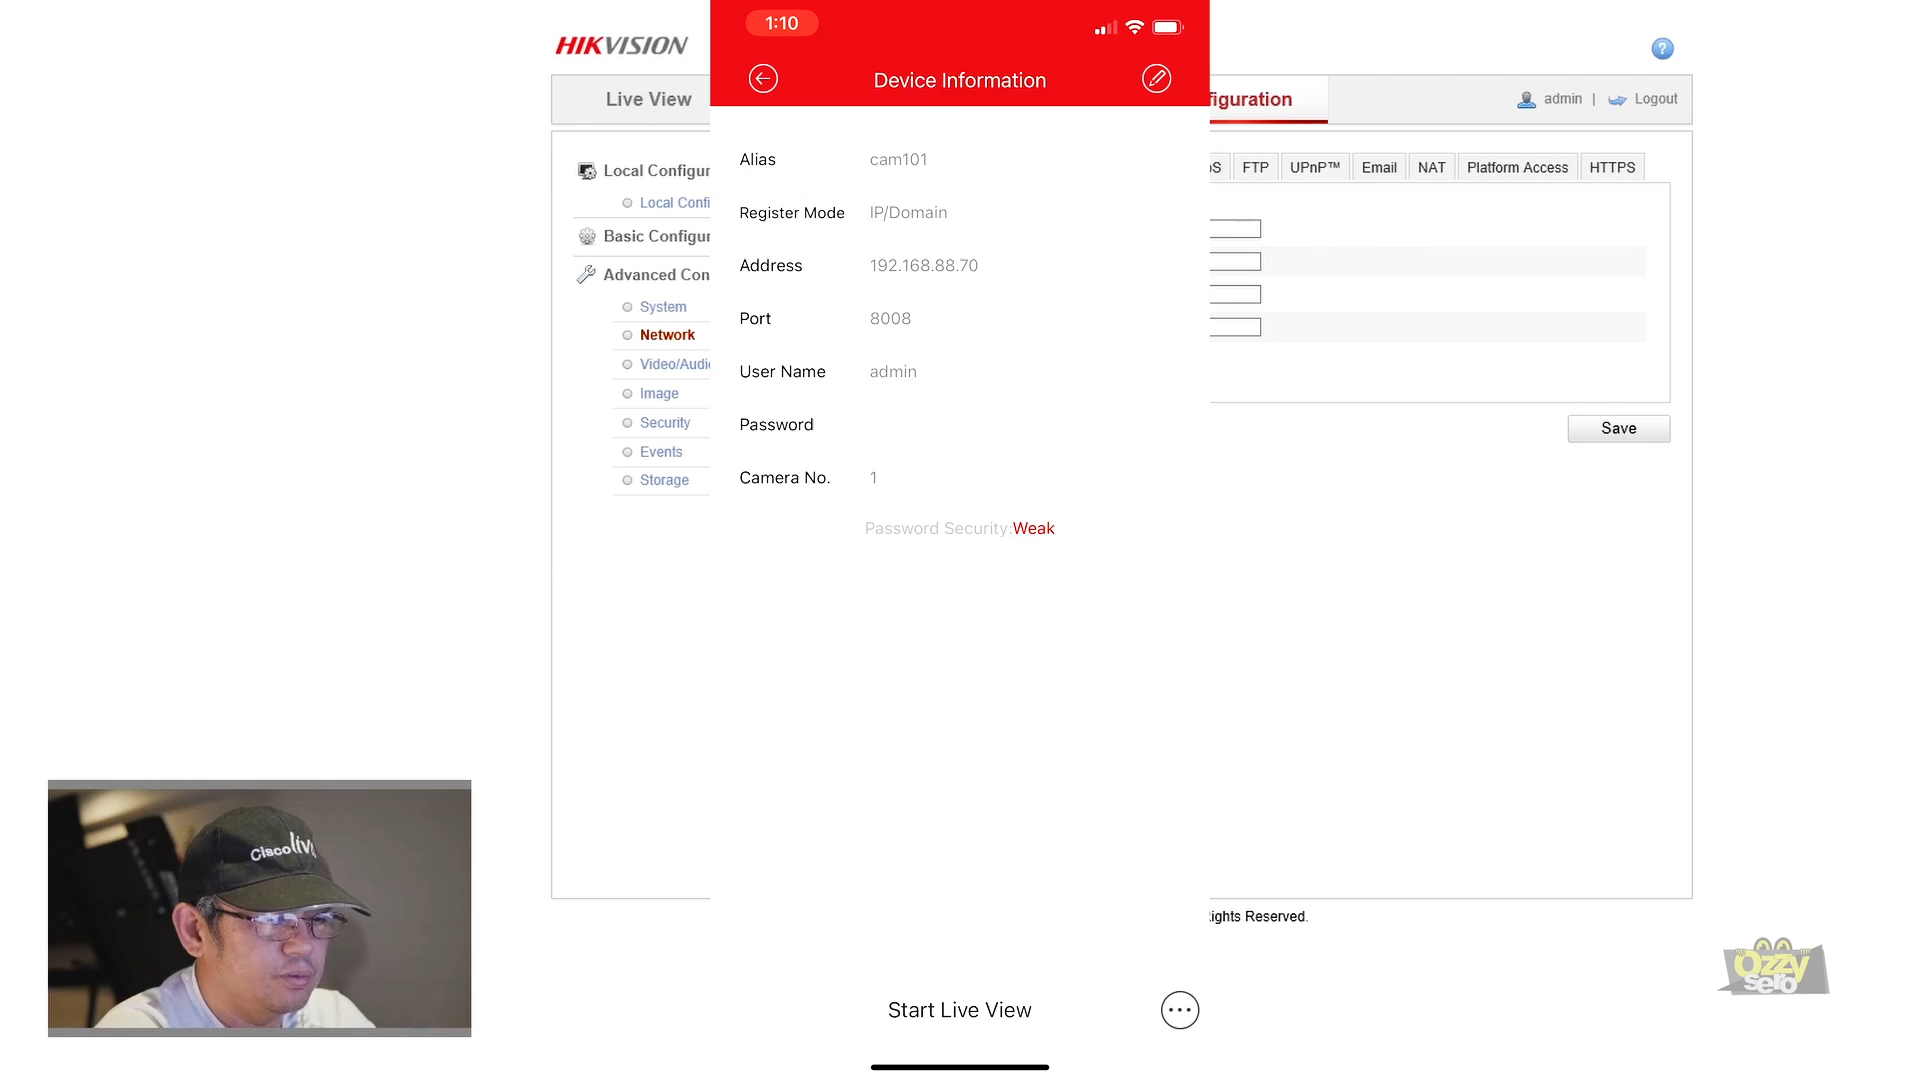 HIKVISION
Live View
figuration
admin | Logout
Local Configur
Local Confi
Basic Configur
Advanced Con
System
Network
Video/Audi
Image
Security
Events
Storage
FTP
UPnP™
Email
NAT
Platform Access
HTTPS
Save
ights Reserved.
1:10
Device Information
Alias cam101
Register Mode IP/Domain
Address 192.168.88.70
Port 8008
User Name admin
Password
Camera No. 1
Password Security:Weak
Start Live View
Cisco live
Ozzy
sero